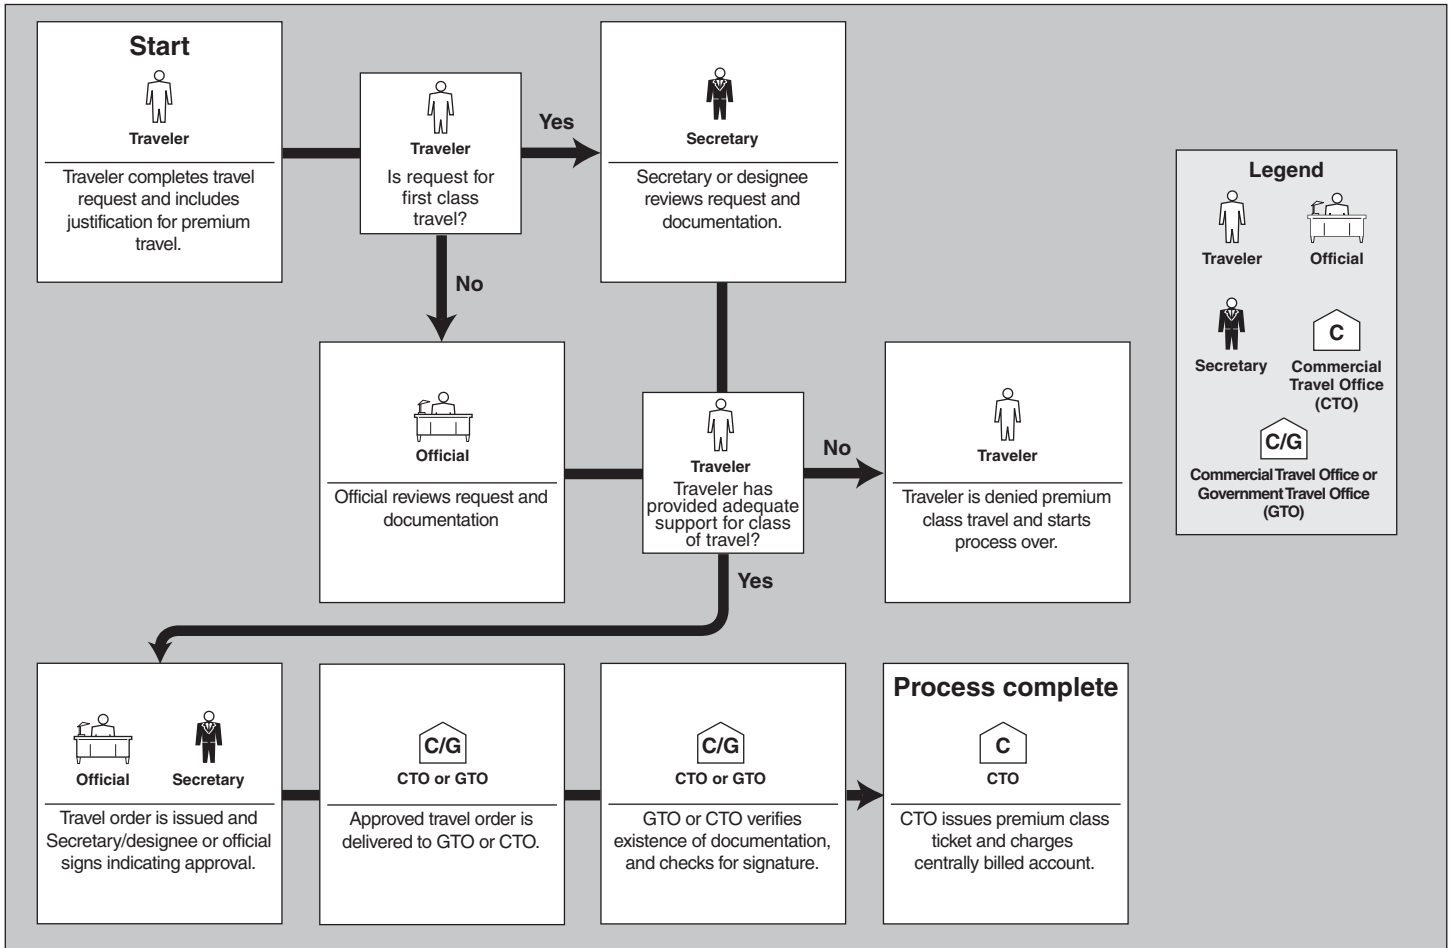 Start
Traveler
Traveler completes travel
request and includes
justification for premium
travel.
Traveler
Is request for
first class
travel?
Yes
No
Secretary
Secretary or designee
reviews request and
documentation.
Legend
Traveler
Official
Secretary
C
Commercial
Travel Office
(CTO)
C/G
Commercial Travel Office or
Government Travel Office
(GTO)
Official
Official reviews request and
documentation
Traveler
Traveler has
provided adequate
support for class
of travel?
No
Yes
Traveler
Traveler is denied premium
class travel and starts
process over.
Official
Secretary
Travel order is issued and
Secretary/designee or official
signs indicating approval.
C/G
CTO or GTO
Approved travel order is
delivered to GTO or CTO.
C/G
CTO or GTO
GTO or CTO verifies
existence of documentation,
and checks for signature.
Process complete
C
CTO
CTO issues premium class
ticket and charges
centrally billed account.